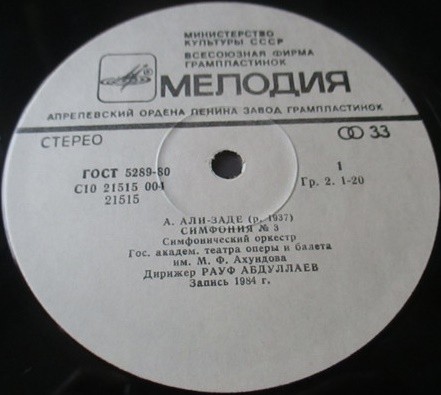 МИНИСТЕРСТВО
КУЛЬТУРЫ СССР
ВСЕСОЮЗНАЯ ФИРМА
ГРАМПЛАСТИНОК
МЕЛОДИЯ
АПРЕЛЕВСКИЙ ОРДЕНА ЛЕНИНА ЗАВОД ГРАМПЛАСТИНОК
СТЕРЕО
33
ГОСТ 5289-80
1
С10 21515 004
Гр. 2. 1-20
21515
А. АЛИ-ЗАДЕ (р. 1937)
СИМФОНИЯ № 3
Симфонический оркестр
Гос. академ. театра оперы и балета
им. М. Ф. Ахундова
Дирижер РАУФ АБДУЛЛАЕВ
Запись 1984 г.